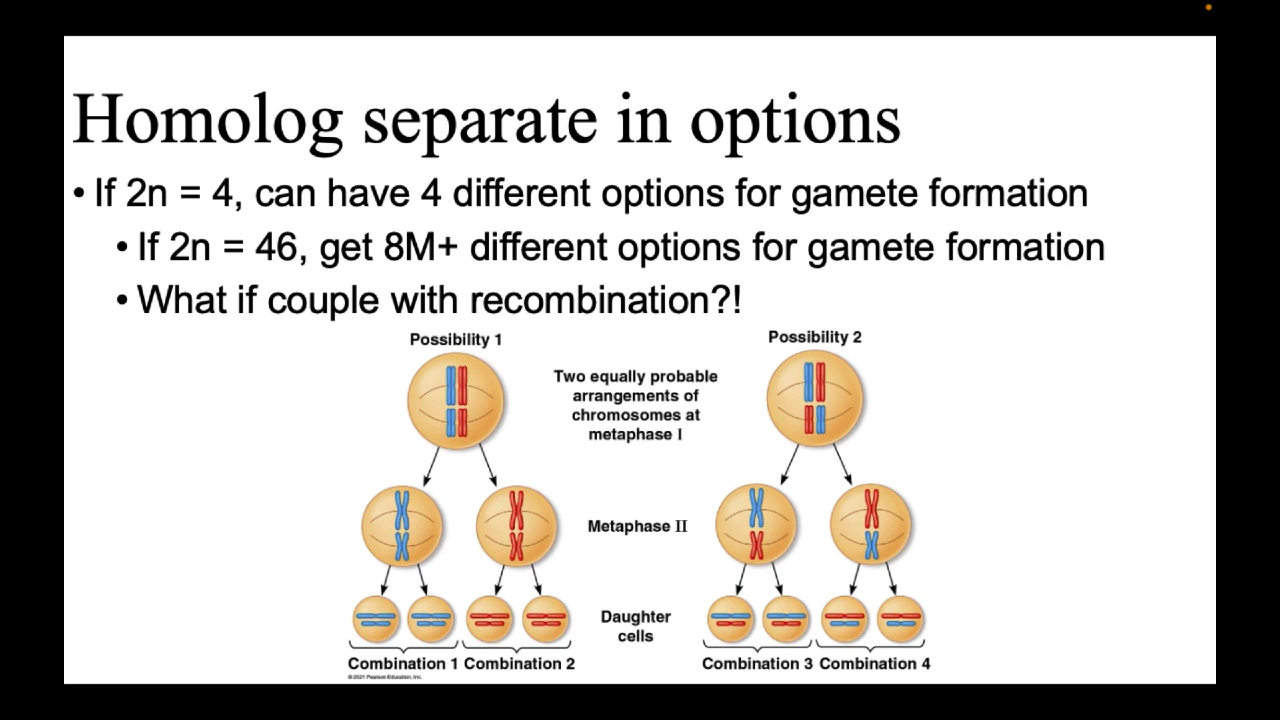 Homolog separate in options
• If 2n = 4, can have 4 different options for gamete formation
• If 2n = 46, get 8M+ different options for gamete formation
• What if couple with recombination?!
Possibility 1
Possibility 2
Two equally probable
arrangements of
chromosomes at
metaphase I
Metaphase II
Daughter
cells
Combination 1 Combination 2
Combination 3 Combination 4
© 2021 Pearson Education, Inc.